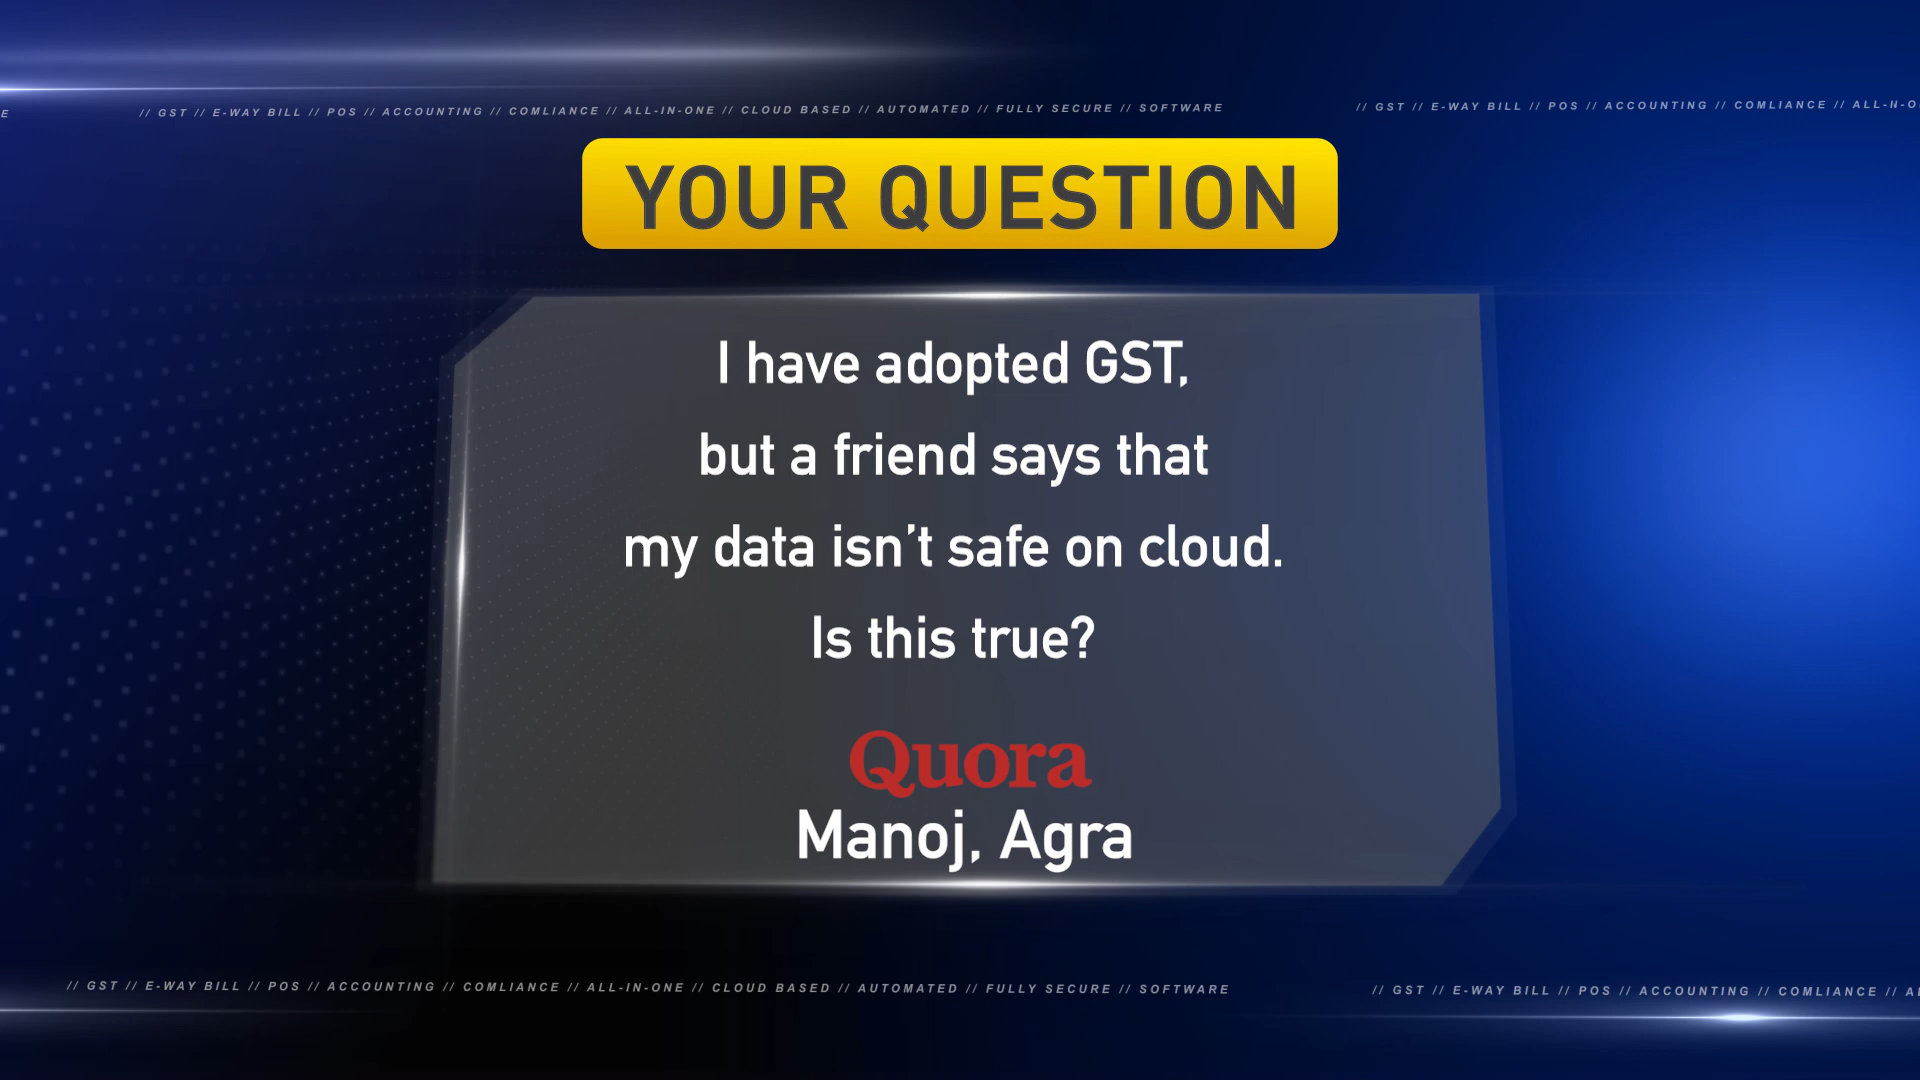 E // GST // E-WAY BILL // POS // ACCOUNTING // COMLIANCE // ALL-IN-ONE // CLOUD BASED // AUTOMATED // FULLY SECURE // SOFTWARE // GST // E-WAY BILL // POS // ACCOUNTING // COMLIANCE // ALL-IN-O
YOUR QUESTION
I have adopted GST,
but a friend says that
my data isn't safe on cloud.
Is this true?
Quora
Manoj, Agra
// GST // E-WAY BILL // POS // ACCOUNTING // COMLIANCE // ALL-IN-ONE // CLOUD BASED // AUTOMATED // FULLY SECURE // SOFTWARE // GST // E-WAY BILL // POS // ACCOUNTING // COMLIANCE // AL